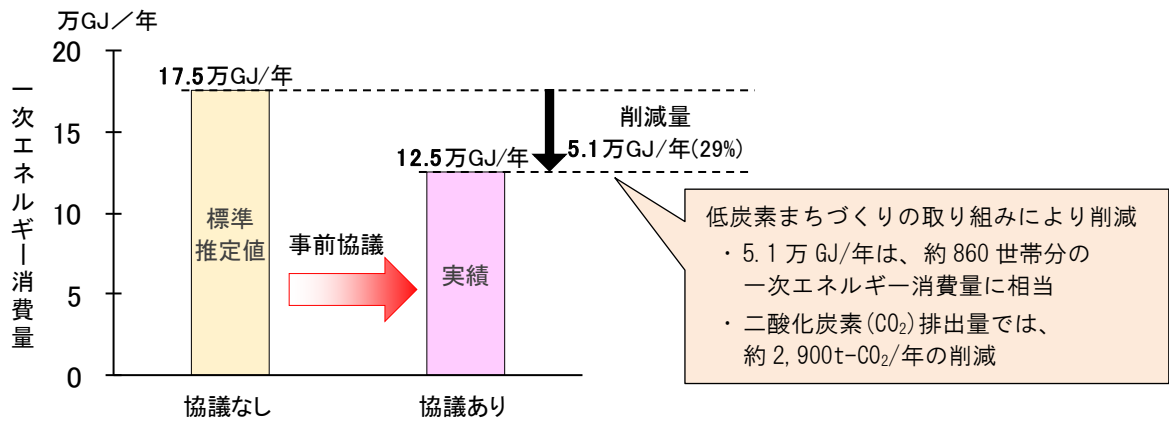 万GJ／年
一次エネルギー消費量
20
15
10
5
0
17.5万GJ/年
標準
推定値
協議なし
事前協議
12.5万GJ/年
実績
協議あり
削減量
5.1万GJ/年(29%)
低炭素まちづくりの取り組みにより削減
・5.1万GJ/年は、約860世帯分の
一次エネルギー消費量に相当
・二酸化炭素(CO₂)排出量では、
約2,900t-CO₂/年の削減